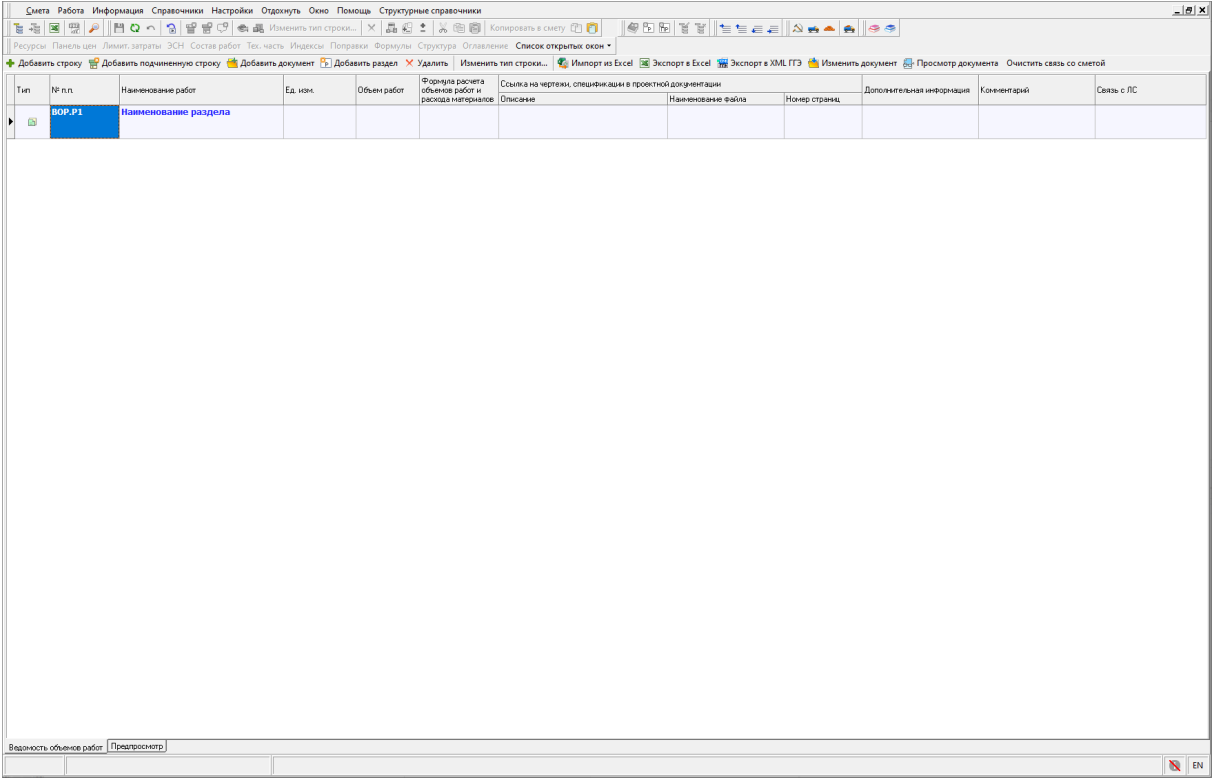 Смета Работа Информация Справочники Настройки Отдохнуть Окно Помощь Структурные справочники
Изменить тип строки... Копировать в смету
Ресурсы Панель цен Лимит. затраты ЭСН Состав работ Тех. часть Индексы Поправки Формулы Структура Оглавление Список открытых окон
Добавить строку Добавить подчиненную строку Добавить документ Добавить раздел Удалить Изменить тип строки... Импорт из Excel Экспорт в Excel Экспорт в XML ГГЭ Изменить документ Просмотр документа Очистить связь со сметой
Тип № п.п. Наименование работ Ед. изм. Объем работ
Формула расчета
объемов работ и
расхода материалов
Ссылка на чертежи, спецификации в проектной документации
Описание Наименование файла Номер страниц
Дополнительная информация Комментарий Связь с ЛС
ВОР.Р1 Наименование раздела
Ведомость объемов работ Предпросмотр
EN